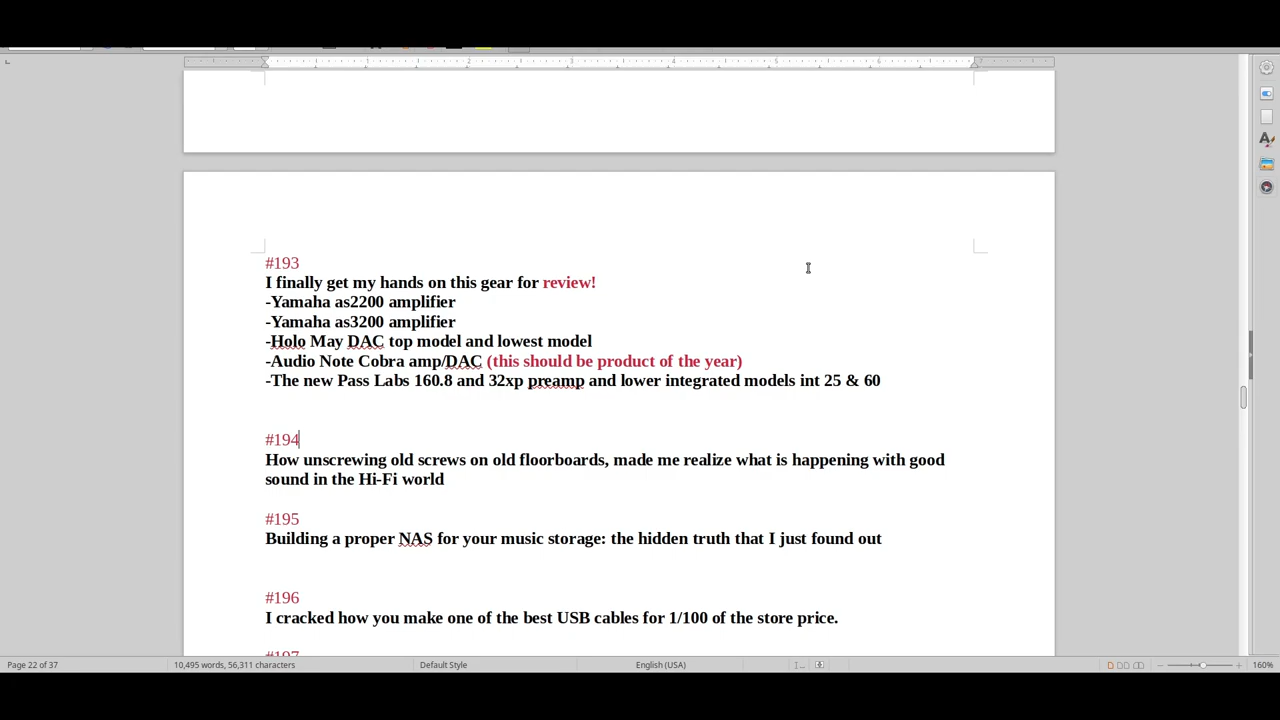 #193
I finally get my hands on this gear for review!
-Yamaha as2200 amplifier
-Yamaha as3200 amplifier
-Holo May DAC top model and lowest model
-Audio Note Cobra amp/DAC (this should be product of the year)
-The new Pass Labs 160.8 and 32xp preamp and lower integrated models int 25 & 60
#194
How unscrewing old screws on old floorboards, made me realize what is happening with good
sound in the Hi-Fi world
#195
Building a proper NAS for your music storage: the hidden truth that I just found out
#196
I cracked how you make one of the best USB cables for 1/100 of the store price.
#197
Page 22 of 37 10,495 words, 56,311 characters Default Style English (USA) 160%